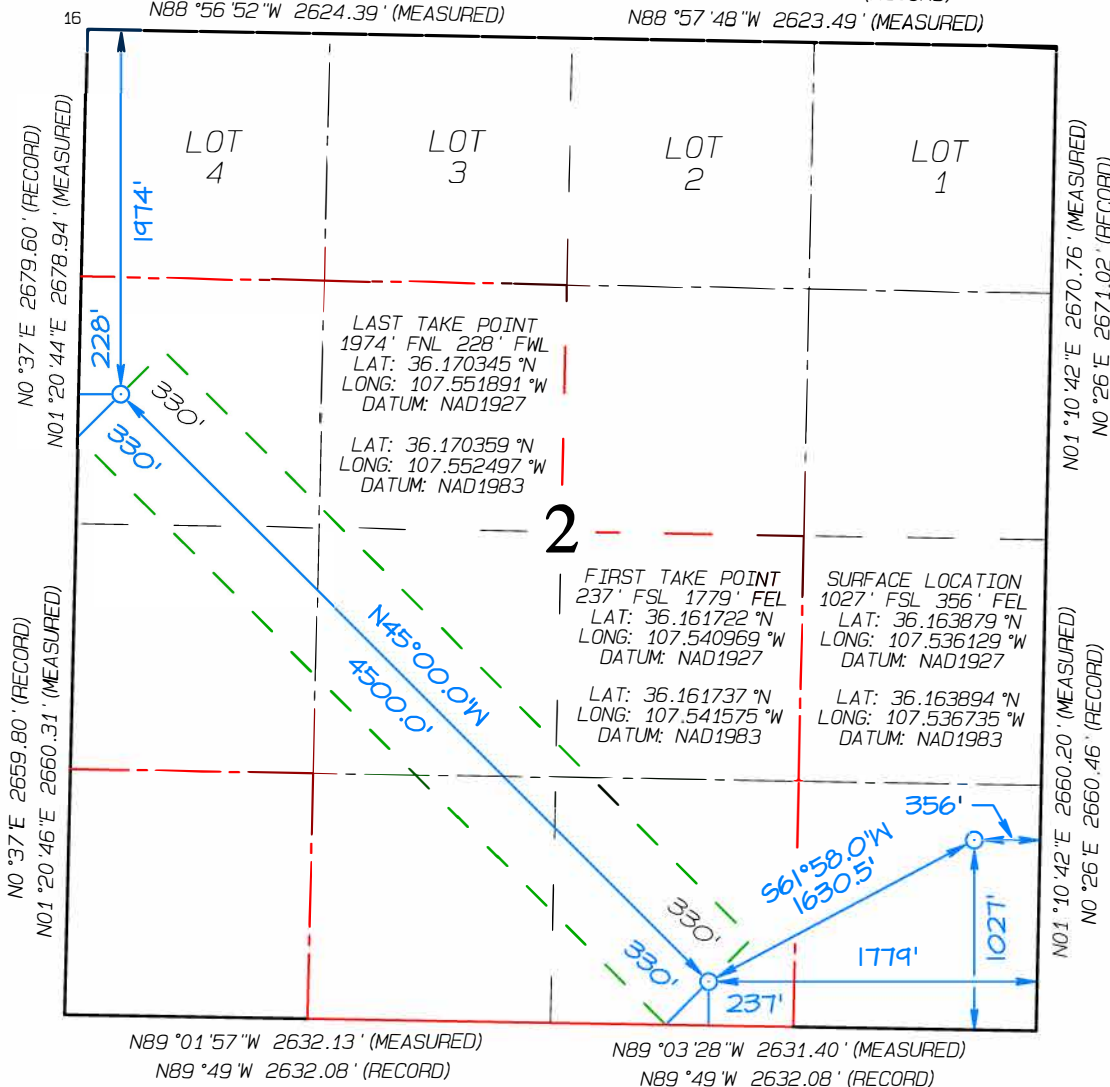 N88°56'52"W 2624.39' (MEASURED)
N88°57'48"W 2623.49' (MEASURED)
16
LOT
4
LOT
3
LOT
2
LOT
1
1974'
228'
N0°37'E 2679.60' (RECORD)
N01°20'44"E 2678.94' (MEASURED)
N01°10'42"E 2670.76' (MEASURED)
N0°26'E 2671.02' (RECORD)
LAST TAKE POINT
1974' FNL 228' FWL
LAT: 36.170345°N
LONG: 107.551891°W
DATUM: NAD1927
LAT: 36.170359°N
LONG: 107.552497°W
DATUM: NAD1983
330'
330'
2
FIRST TAKE POINT
237' FSL 1779' FEL
LAT: 36.161722°N
LONG: 107.540969°W
DATUM: NAD1927
LAT: 36.161737°N
LONG: 107.541575°W
DATUM: NAD1983
SURFACE LOCATION
1027' FSL 356' FEL
LAT: 36.163879°N
LONG: 107.536129°W
DATUM: NAD1927
LAT: 36.163894°N
LONG: 107.536735°W
DATUM: NAD1983
N45°00.0'W
4500.0'
N0°37'E 2659.80' (RECORD)
N01°20'46"E 2660.31' (MEASURED)
N01°10'42"E 2660.20' (MEASURED)
N0°26'E 2660.46' (RECORD)
356'
S61°58.0'W
1630.5'
330'
330'
1779'
1027'
237'
N89°01'57"W 2632.13' (MEASURED)
N89°49'W 2632.08' (RECORD)
N89°03'28"W 2631.40' (MEASURED)
N89°49'W 2632.08' (RECORD)